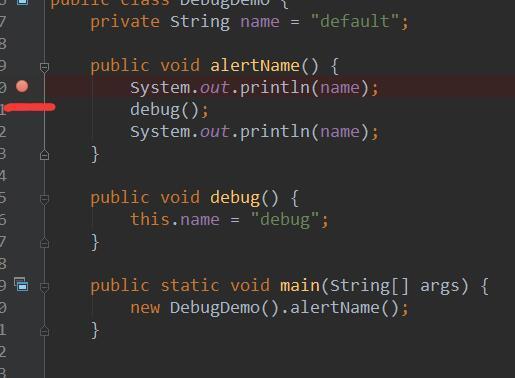 public class DebugDemo {
7 private String name = "default";
8
9 public void alertName() {
0 System.out.println(name);
1 debug();
2 System.out.println(name);
3 }
4
5 public void debug() {
6 this.name = "debug";
7 }
8
9 public static void main(String[] args) {
0 new DebugDemo().alertName();
1 }
2
3